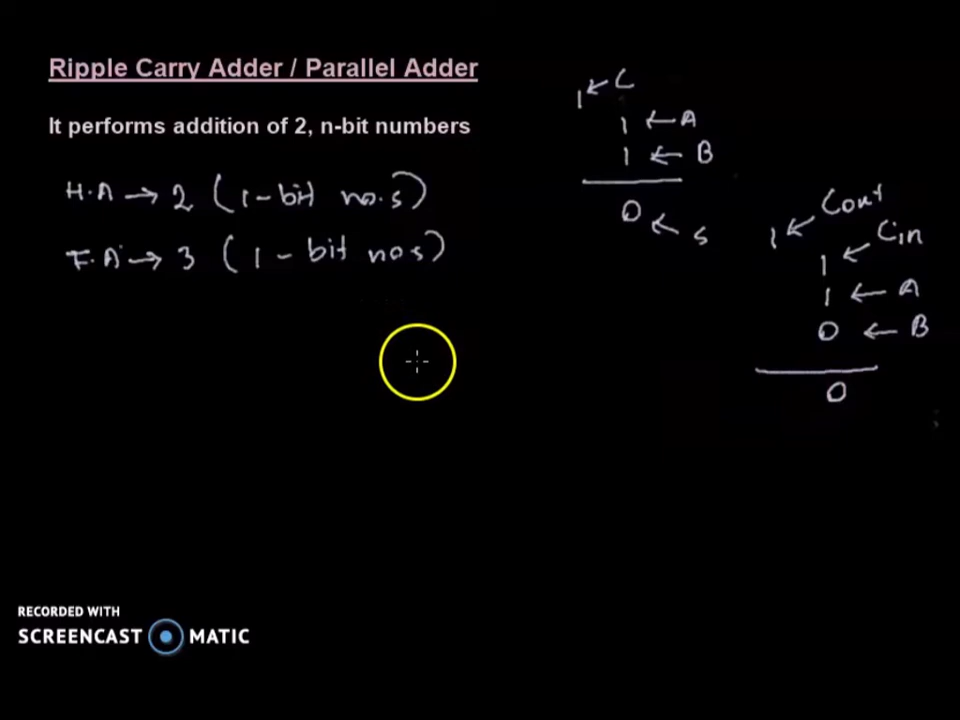 Ripple Carry Adder / Parallel Adder
It performs addition of 2, n-bit numbers
H.A → 2 (1-bit no.s)
F.A → 3 (1-bit nos)
1 ← C
1 ← A
1 ← B
0 ← S
1 ← Cout
1 ← Cin
1 ← A
0 ← B
0
RECORDED WITH
SCREENCAST MATIC